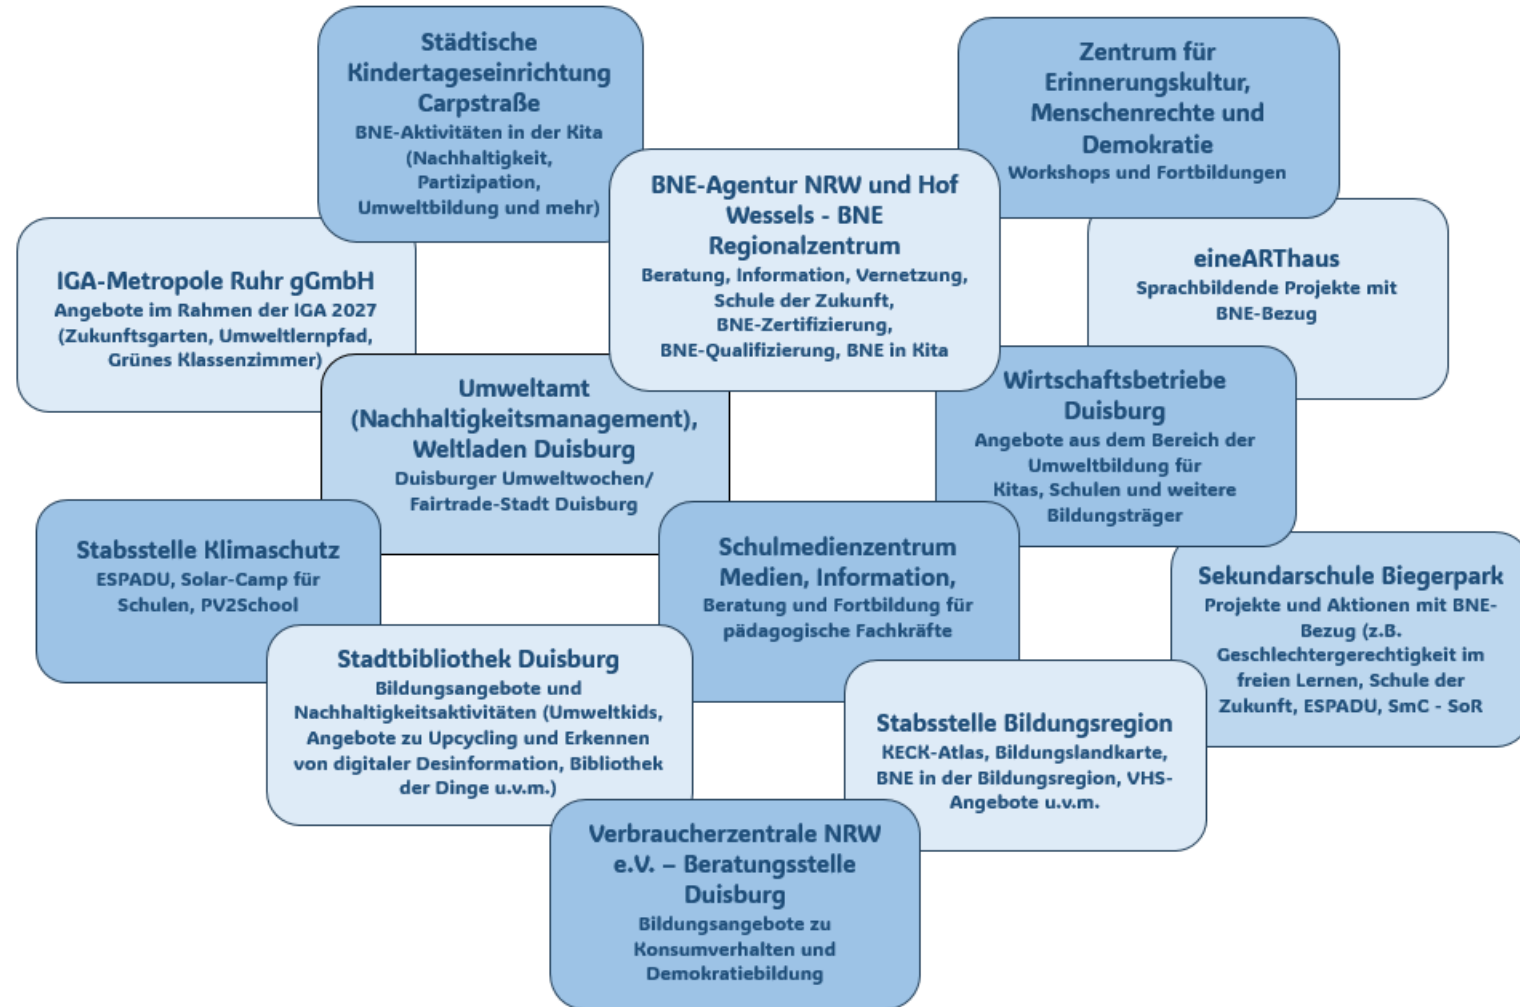 Städtische
Kindertageseinrichtung
Carpstraße
BNE-Aktivitäten in der Kita
(Nachhaltigkeit,
Partizipation,
Umweltbildung und mehr)
Zentrum für
Erinnerungskultur,
Menschenrechte und
Demokratie
Workshops und Fortbildungen
BNE-Agentur NRW und Hof
Wessels - BNE
Regionalzentrum
Beratung, Information, Vernetzung,
Schule der Zukunft,
BNE-Zertifizierung,
BNE-Qualifizierung, BNE in Kita
IGA-Metropole Ruhr gGmbH
Angebote im Rahmen der IGA 2027
(Zukunftsgarten, Umweltlernpfad,
Grünes Klassenzimmer)
eineARThaus
Sprachbildende Projekte mit
BNE-Bezug
Umweltamt
(Nachhaltigkeitsmanagement),
Weltladen Duisburg
Duisburger Umweltwochen/
Fairtrade-Stadt Duisburg
Wirtschaftsbetriebe
Duisburg
Angebote aus dem Bereich der
Umweltbildung für
Kitas, Schulen und weitere
Bildungsträger
Stabsstelle Klimaschutz
ESPADU, Solar-Camp für
Schulen, PV2School
Schulmedienzentrum
Medien, Information,
Beratung und Fortbildung für
pädagogische Fachkräfte
Sekundarschule Biegerpark
Projekte und Aktionen mit BNE-
Bezug (z.B.
Geschlechtergerechtigkeit im
freien Lernen, Schule der
Zukunft, ESPADU, SmC - SoR
Stadtbibliothek Duisburg
Bildungsangebote und
Nachhaltigkeitsaktivitäten (Umweltkids,
Angebote zu Upcycling und Erkennen
von digitaler Desinformation, Bibliothek
der Dinge u.v.m.)
Stabsstelle Bildungsregion
KECK-Atlas, Bildungslandkarte,
BNE in der Bildungsregion, VHS-
Angebote u.v.m.
Verbraucherzentrale NRW
e.V. – Beratungsstelle
Duisburg
Bildungsangebote zu
Konsumverhalten und
Demokratiebildung